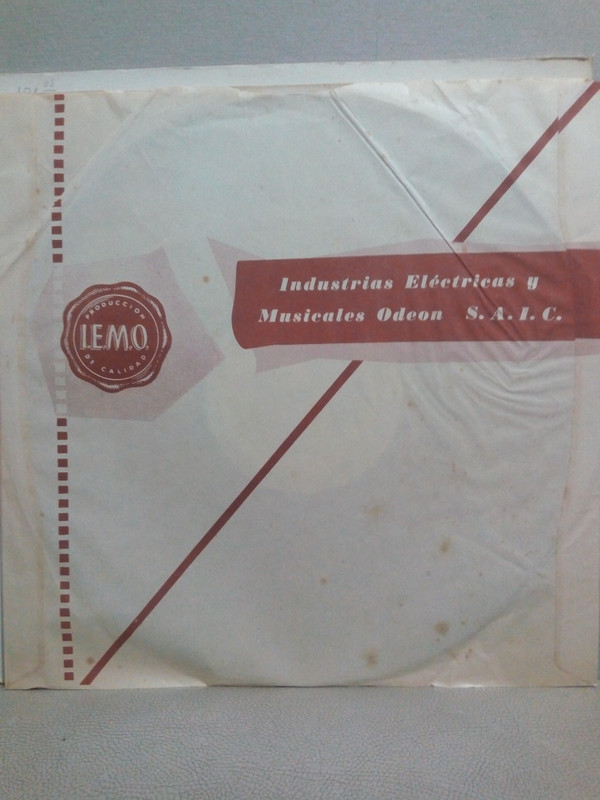 Industrias Eléctricas y
Musicales Odeon S.A.I.C.
PRODUCCION
I.E.M.O.
DE CALIDAD